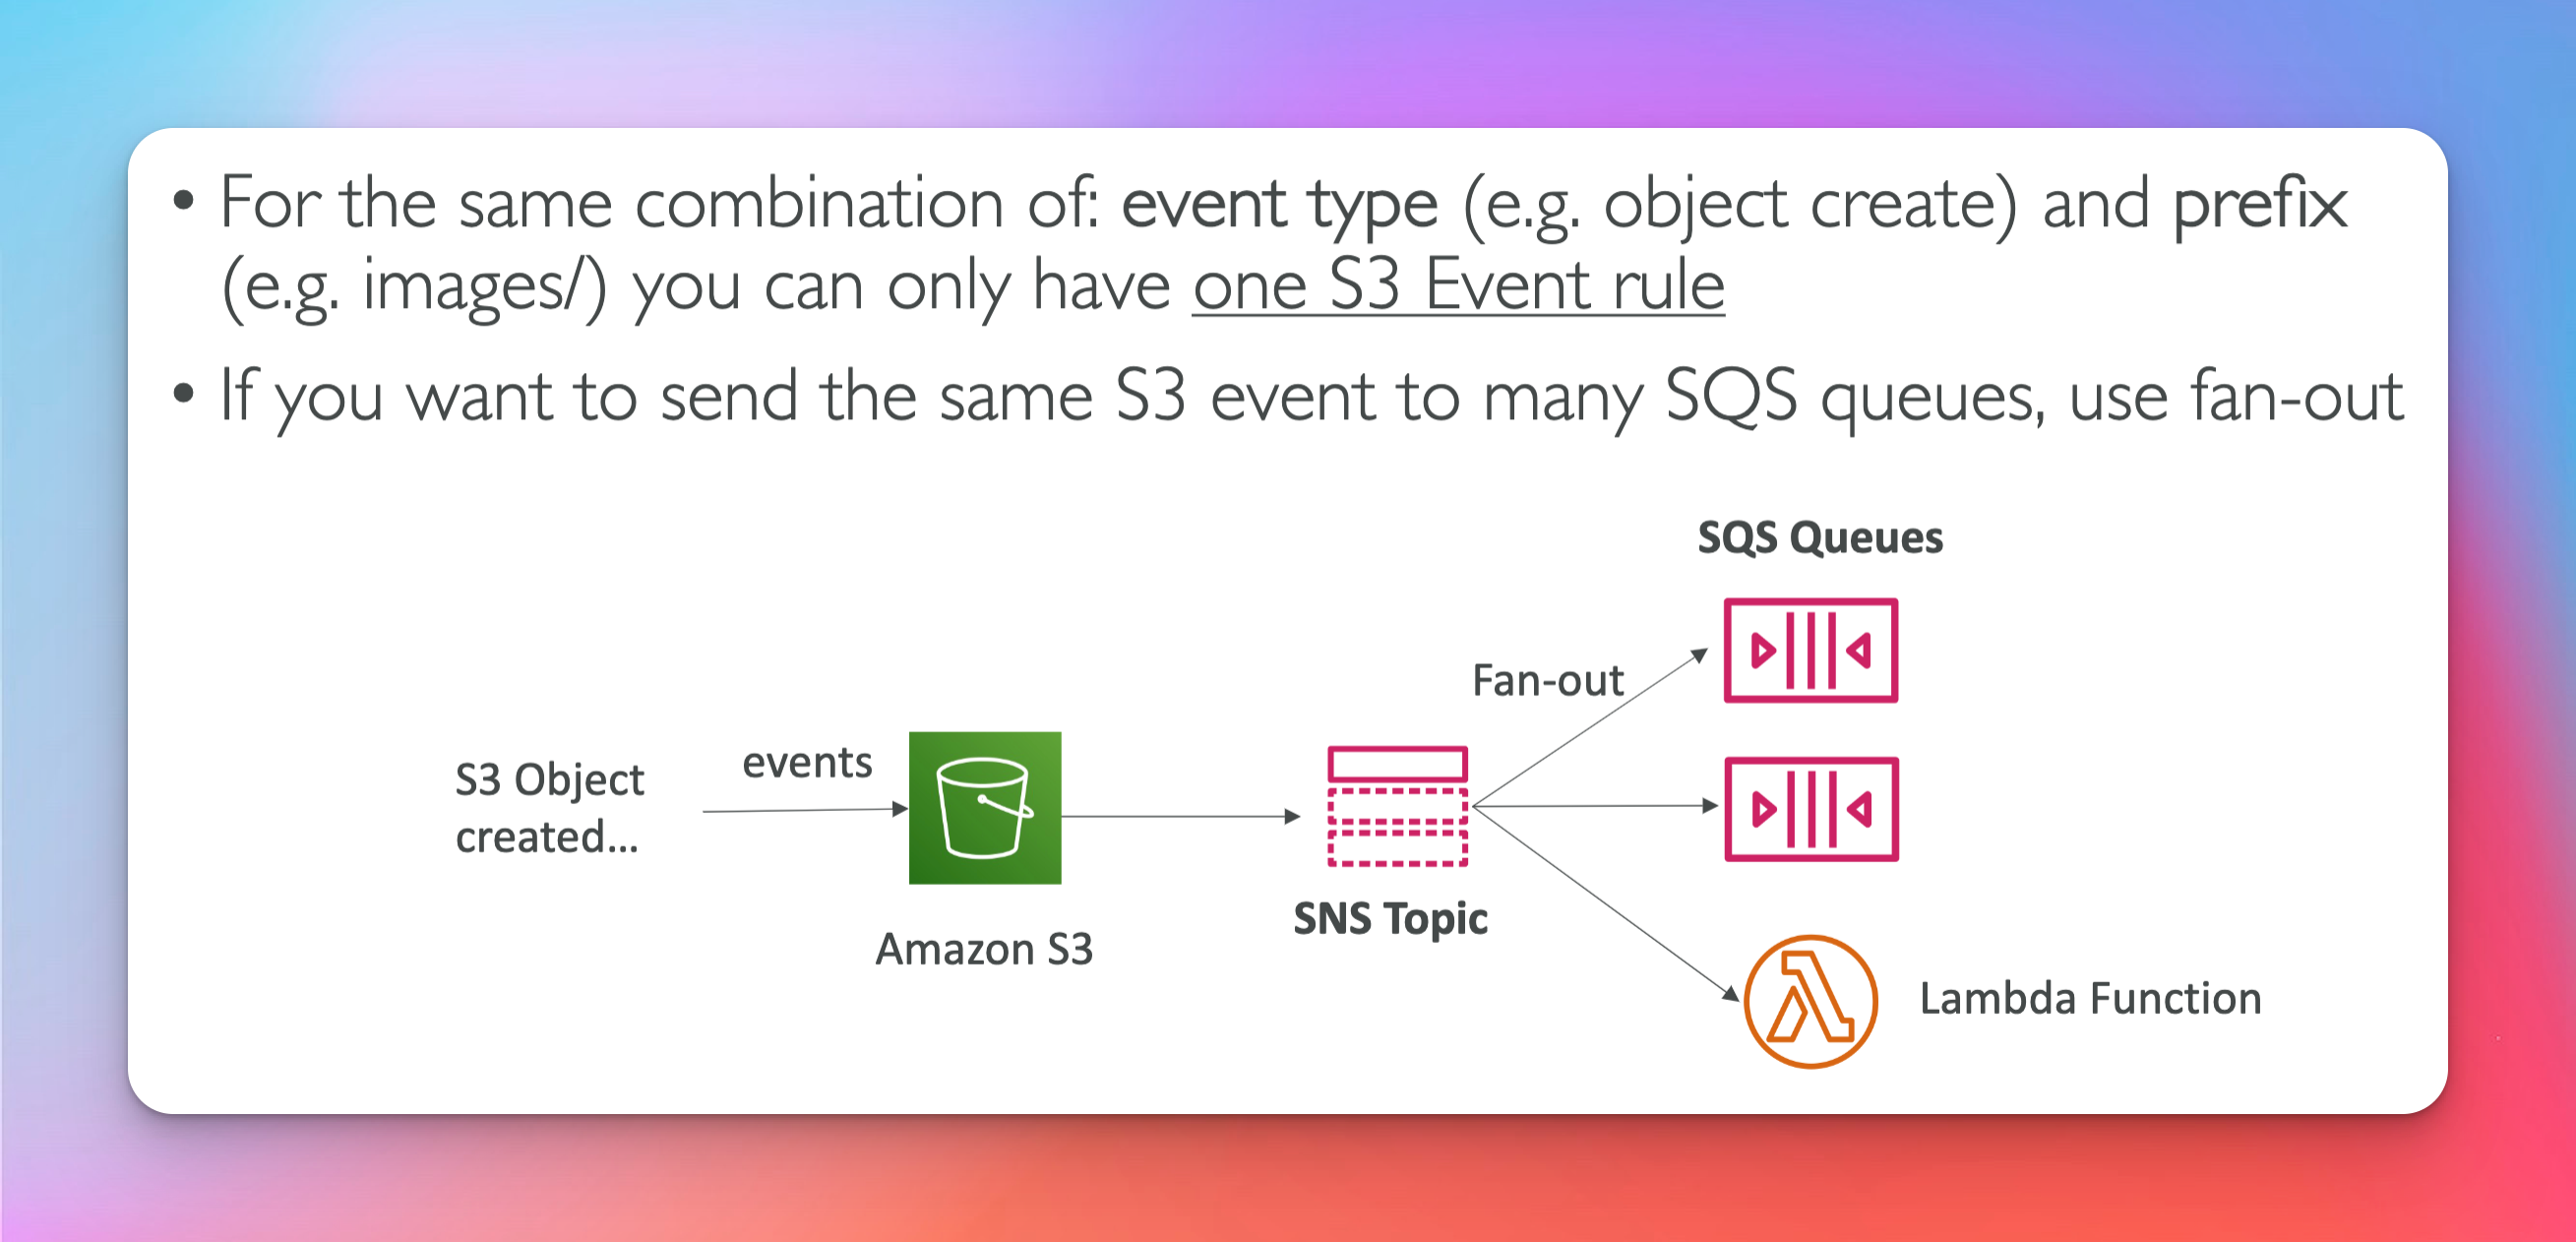 • For the same combination of: event type (e.g. object create) and prefix
(e.g. images/) you can only have one S3 Event rule
• If you want to send the same S3 event to many SQS queues, use fan-out
SQS Queues
Fan-out
events
S3 Object
created...
SNS Topic
Amazon S3
Lambda Function